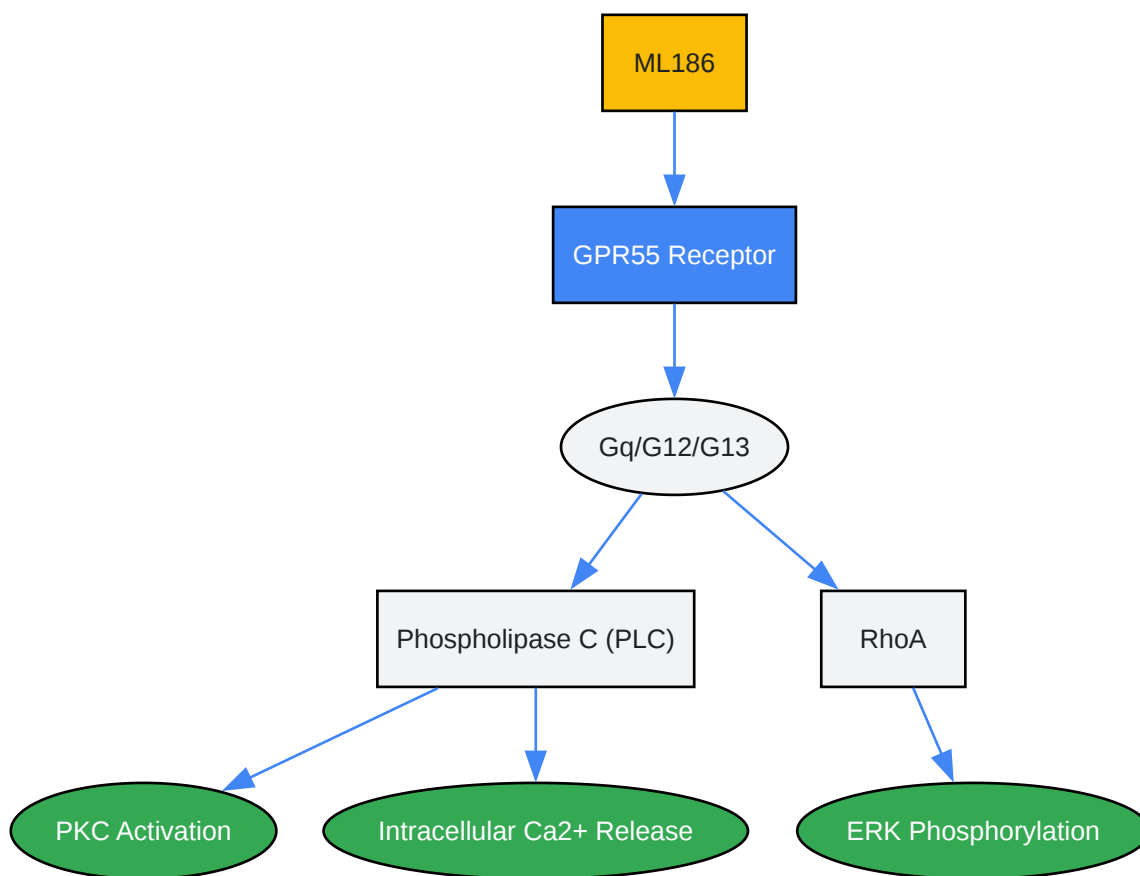 ML186
GPR55 Receptor
Gq/G12/G13
Phospholipase C (PLC)
RhoA
PKC Activation
Intracellular Ca2+ Release
ERK Phosphorylation